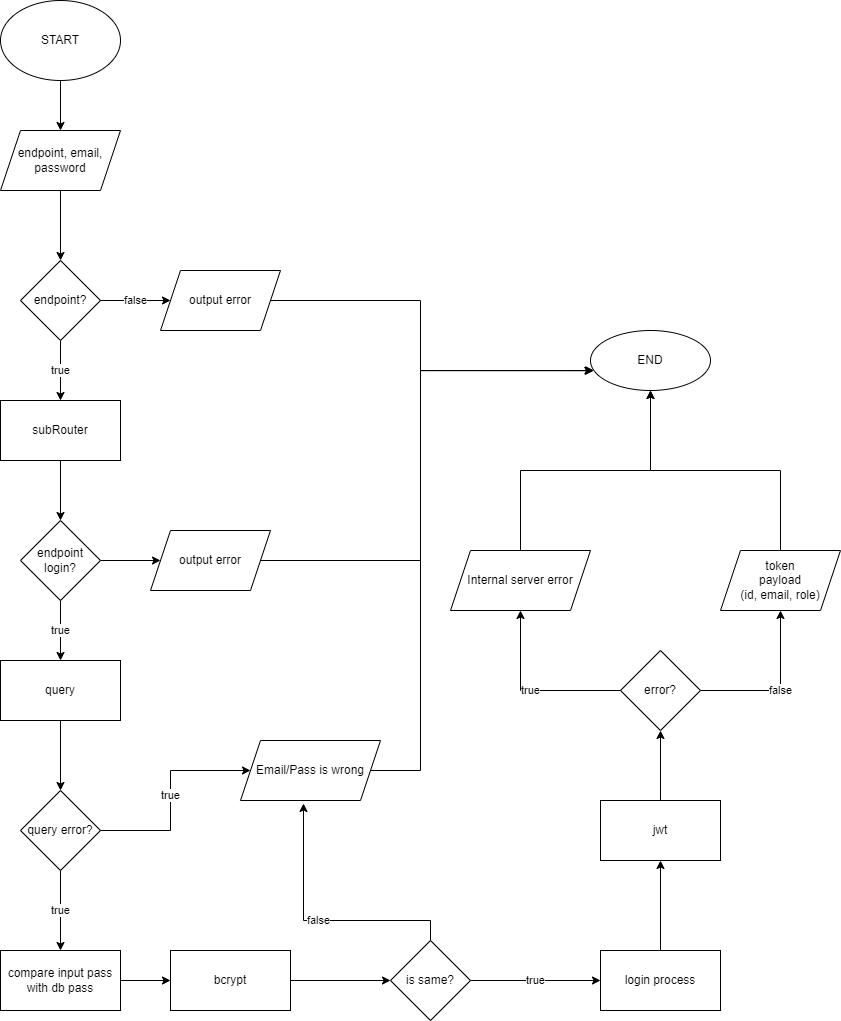 START
endpoint, email,
password
endpoint?
false
output error
true
subRouter
END
endpoint
login?
output error
true
query
Internal server error
token
payload
(id, email, role)
error?
true
false
Email/Pass is wrong
true
query error?
jwt
true
false
compare input pass
with db pass
bcrypt
is same?
true
login process